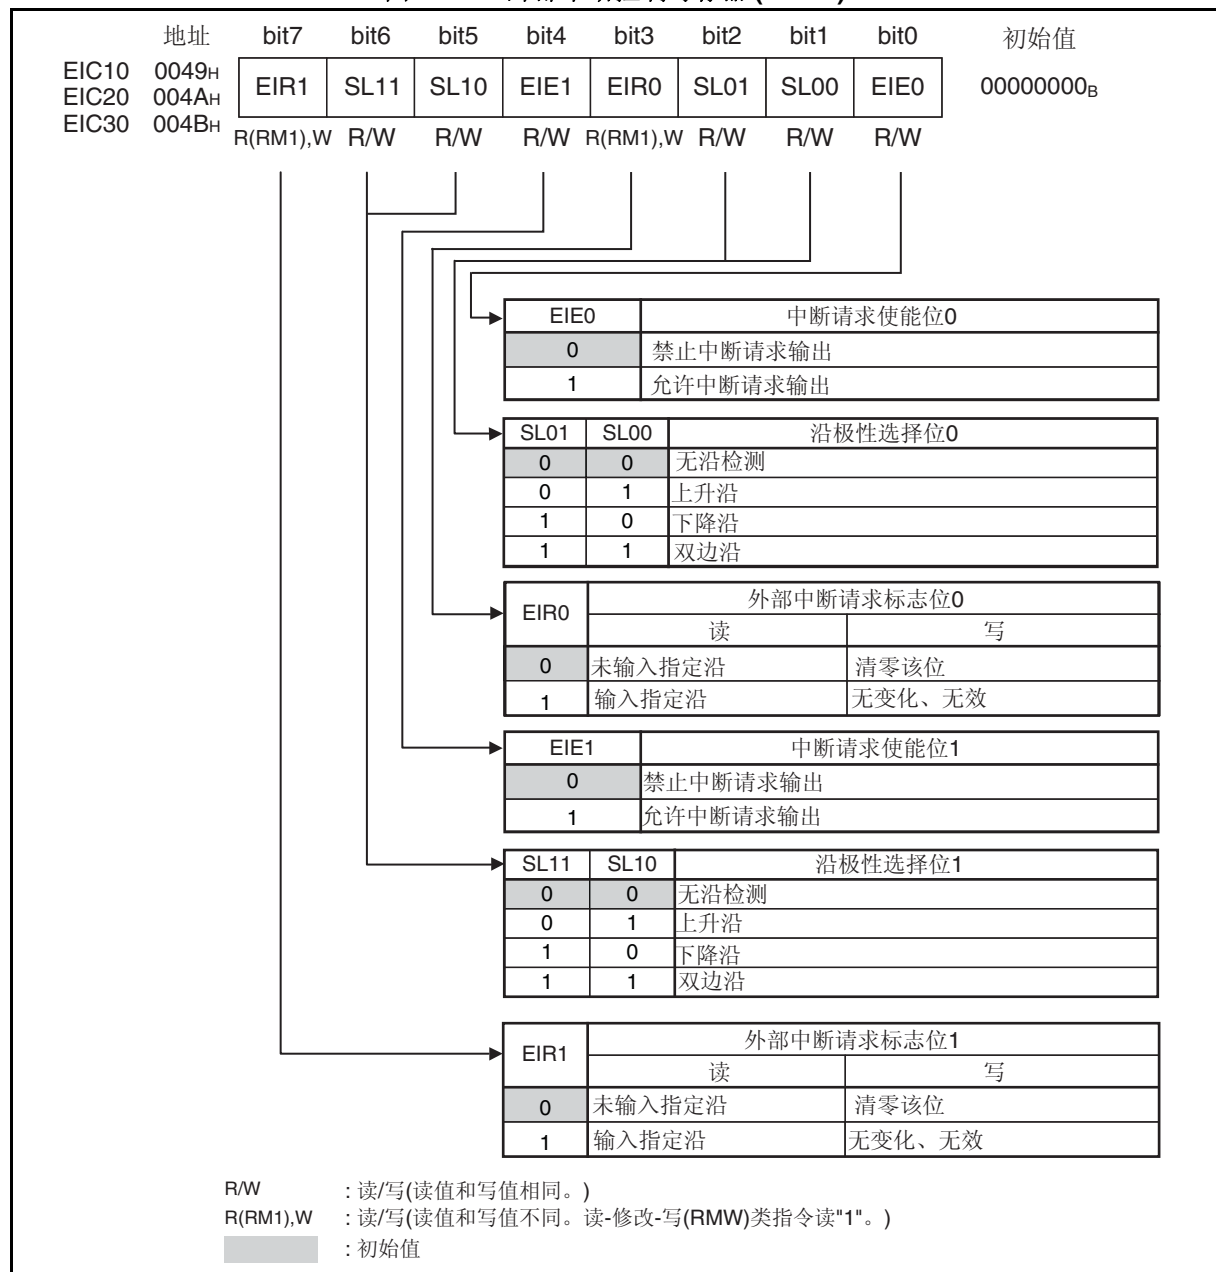 地址 bit7 bit6 bit5 bit4 bit3 bit2 bit1 bit0 初始值
EIC10 0049H
EIC20 004AH
EIC30 004BH
EIR1 SL11 SL10 EIE1 EIR0 SL01 SL00 EIE0 00000000B
R(RM1),W R/W R/W R/W R(RM1),W R/W R/W R/W
EIE0 中断请求使能位0
0 禁止中断请求输出
1 允许中断请求输出
SL01 SL00 沿极性选择位0
0 0 无沿检测
0 1 上升沿
1 0 下降沿
1 1 双边沿
EIR0 外部中断请求标志位0
读 写
0 未输入指定沿 清零该位
1 输入指定沿 无变化、无效
EIE1 中断请求使能位1
0 禁止中断请求输出
1 允许中断请求输出
SL11 SL10 沿极性选择位1
0 0 无沿检测
0 1 上升沿
1 0 下降沿
1 1 双边沿
EIR1 外部中断请求标志位1
读 写
0 未输入指定沿 清零该位
1 输入指定沿 无变化、无效
R/W : 读/写(读值和写值相同。)
R(RM1),W : 读/写(读值和写值不同。读-修改-写(RMW)类指令读"1"。)
: 初始值